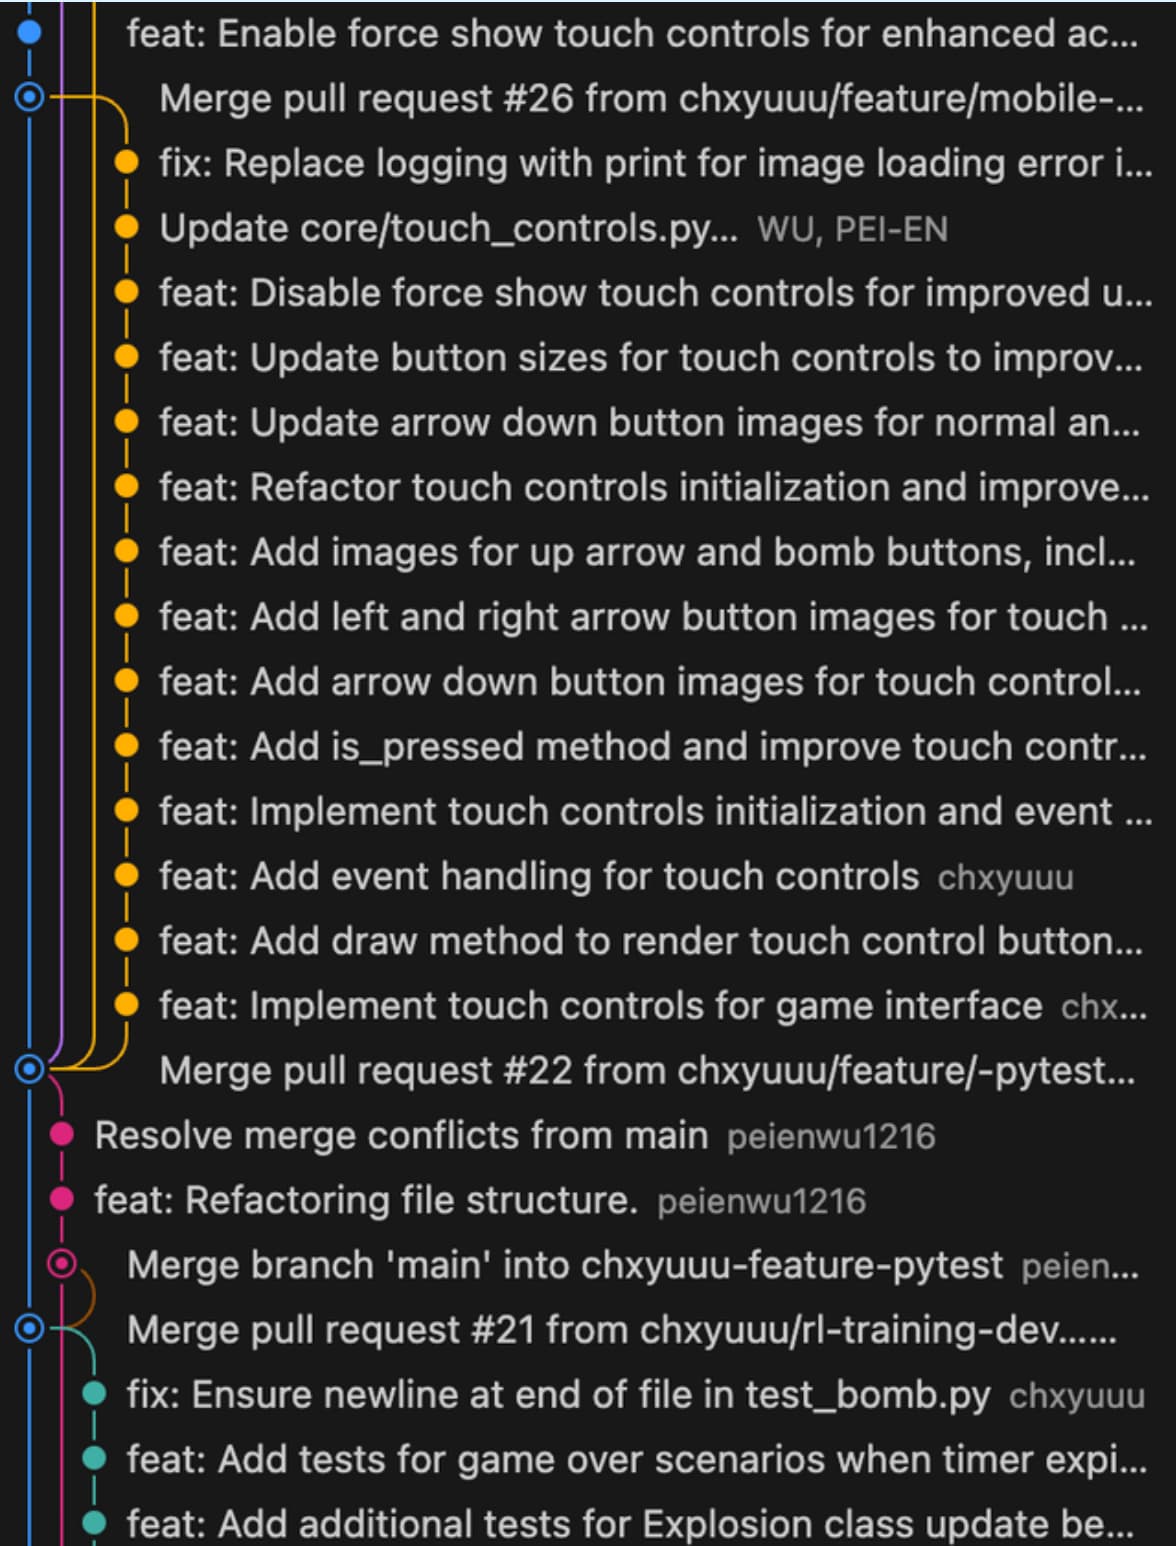 feat: Enable force show touch controls for enhanced ac...
Merge pull request #26 from chxyuuu/feature/mobile-...
fix: Replace logging with print for image loading error i...
Update core/touch_controls.py... WU, PEI-EN
feat: Disable force show touch controls for improved u...
feat: Update button sizes for touch controls to improv...
feat: Update arrow down button images for normal an...
feat: Refactor touch controls initialization and improve...
feat: Add images for up arrow and bomb buttons, incl...
feat: Add left and right arrow button images for touch ...
feat: Add arrow down button images for touch control...
feat: Add is_pressed method and improve touch contr...
feat: Implement touch controls initialization and event ...
feat: Add event handling for touch controls chxyuuu
feat: Add draw method to render touch control button...
feat: Implement touch controls for game interface chx...
Merge pull request #22 from chxyuuu/feature/-pytest...
Resolve merge conflicts from main peienwu1216
feat: Refactoring file structure. peienwu1216
Merge branch 'main' into chxyuuu-feature-pytest peien...
Merge pull request #21 from chxyuuu/rl-training-dev......
fix: Ensure newline at end of file in test_bomb.py chxyuuu
feat: Add tests for game over scenarios when timer expi...
feat: Add additional tests for Explosion class update be...